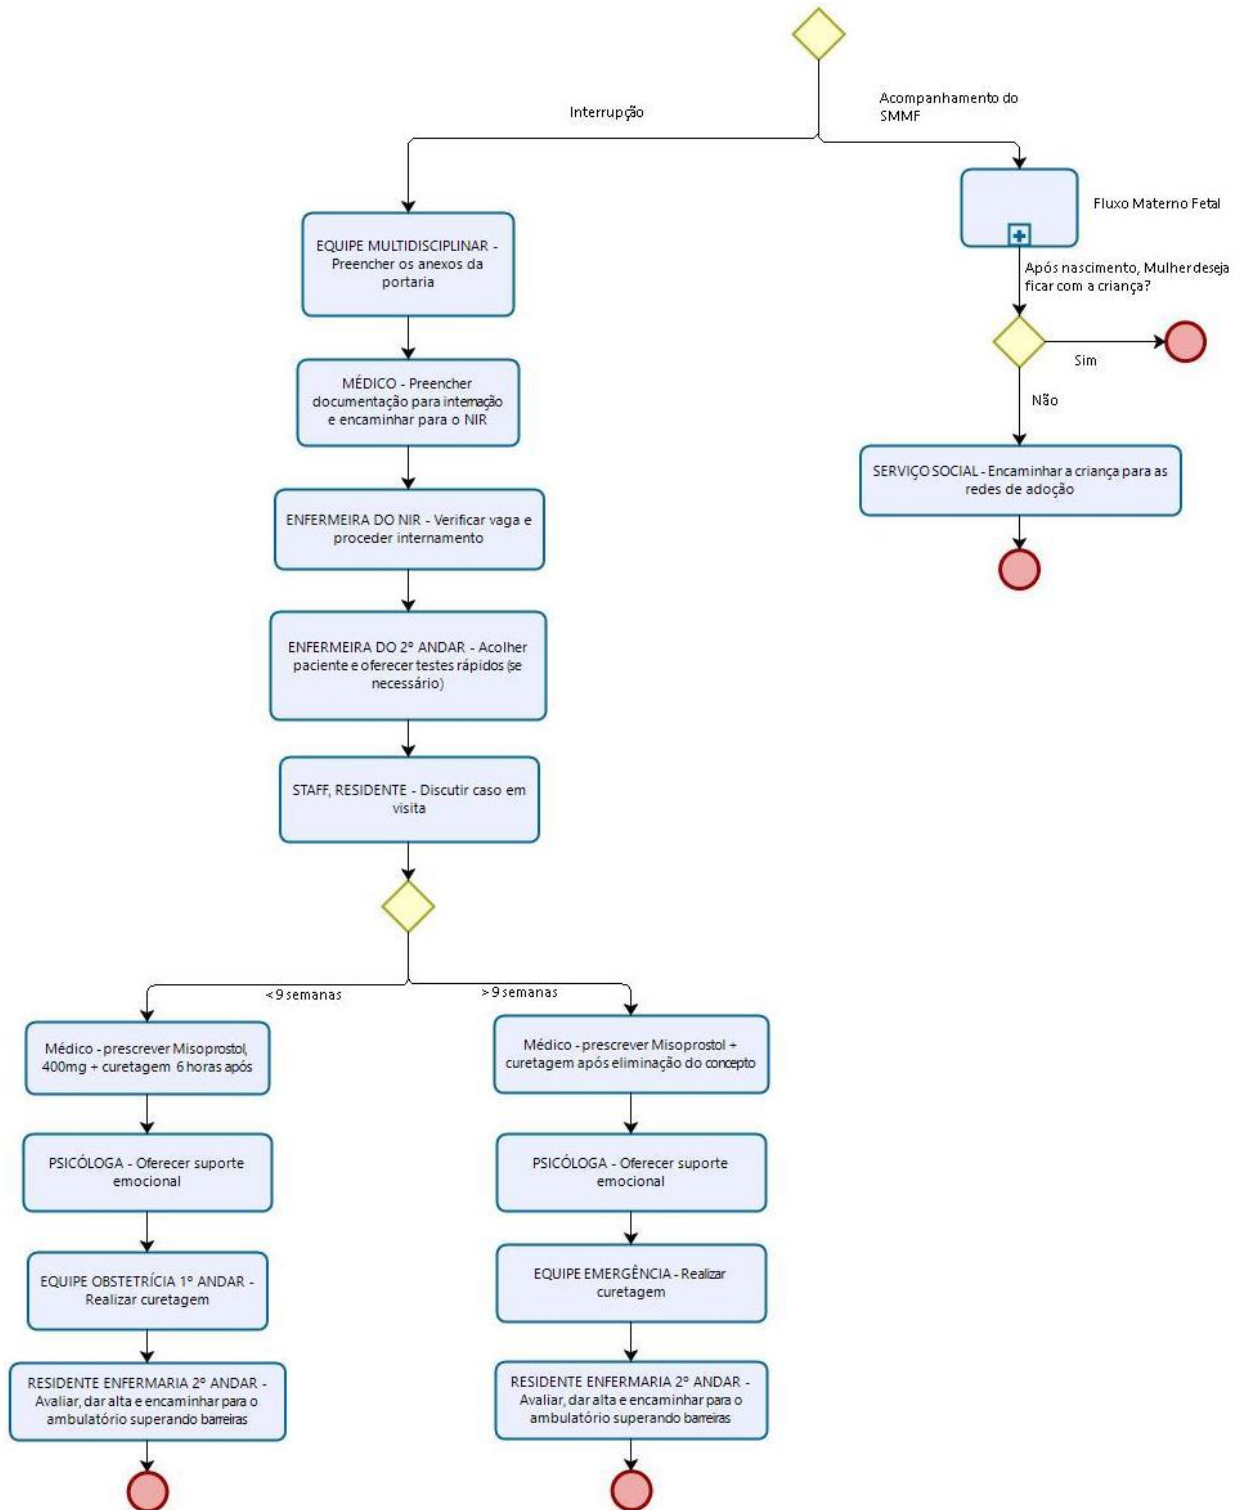 Interrupção
Acompanhamento do
SMMF
Fluxo Materno Fetal
EQUIPE MULTIDISCIPLINAR -
Preencher os anexos da
portaria
Após nascimento, Mulher deseja
ficar com a criança?
Sim
Não
MÉDICO - Preencher
documentação para internação
e encaminhar para o NIR
SERVIÇO SOCIAL - Encaminhar a criança para as
redes de adoção
ENFERMEIRA DO NIR - Verificar vaga e
proceder internamento
ENFERMEIRA DO 2º ANDAR - Acolher
paciente e oferecer testes rápidos (se
necessário)
STAFF, RESIDENTE - Discutir caso em
visita
< 9 semanas
> 9 semanas
Médico - prescrever Misoprostol,
400mg + curetagem 6 horas após
PSICÓLOGA - Oferecer suporte
emocional
EQUIPE OBSTETRÍCIA 1º ANDAR -
Realizar curetagem
RESIDENTE ENFERMARIA 2º ANDAR -
Avaliar, dar alta e encaminhar para o
ambulatório superando barreiras
Médico - prescrever Misoprostol +
curetagem após eliminação do concepto
PSICÓLOGA - Oferecer suporte
emocional
EQUIPE EMERGÊNCIA - Realizar
curetagem
RESIDENTE ENFERMARIA 2º ANDAR -
Avaliar, dar alta e encaminhar para o
ambulatório superando barreiras